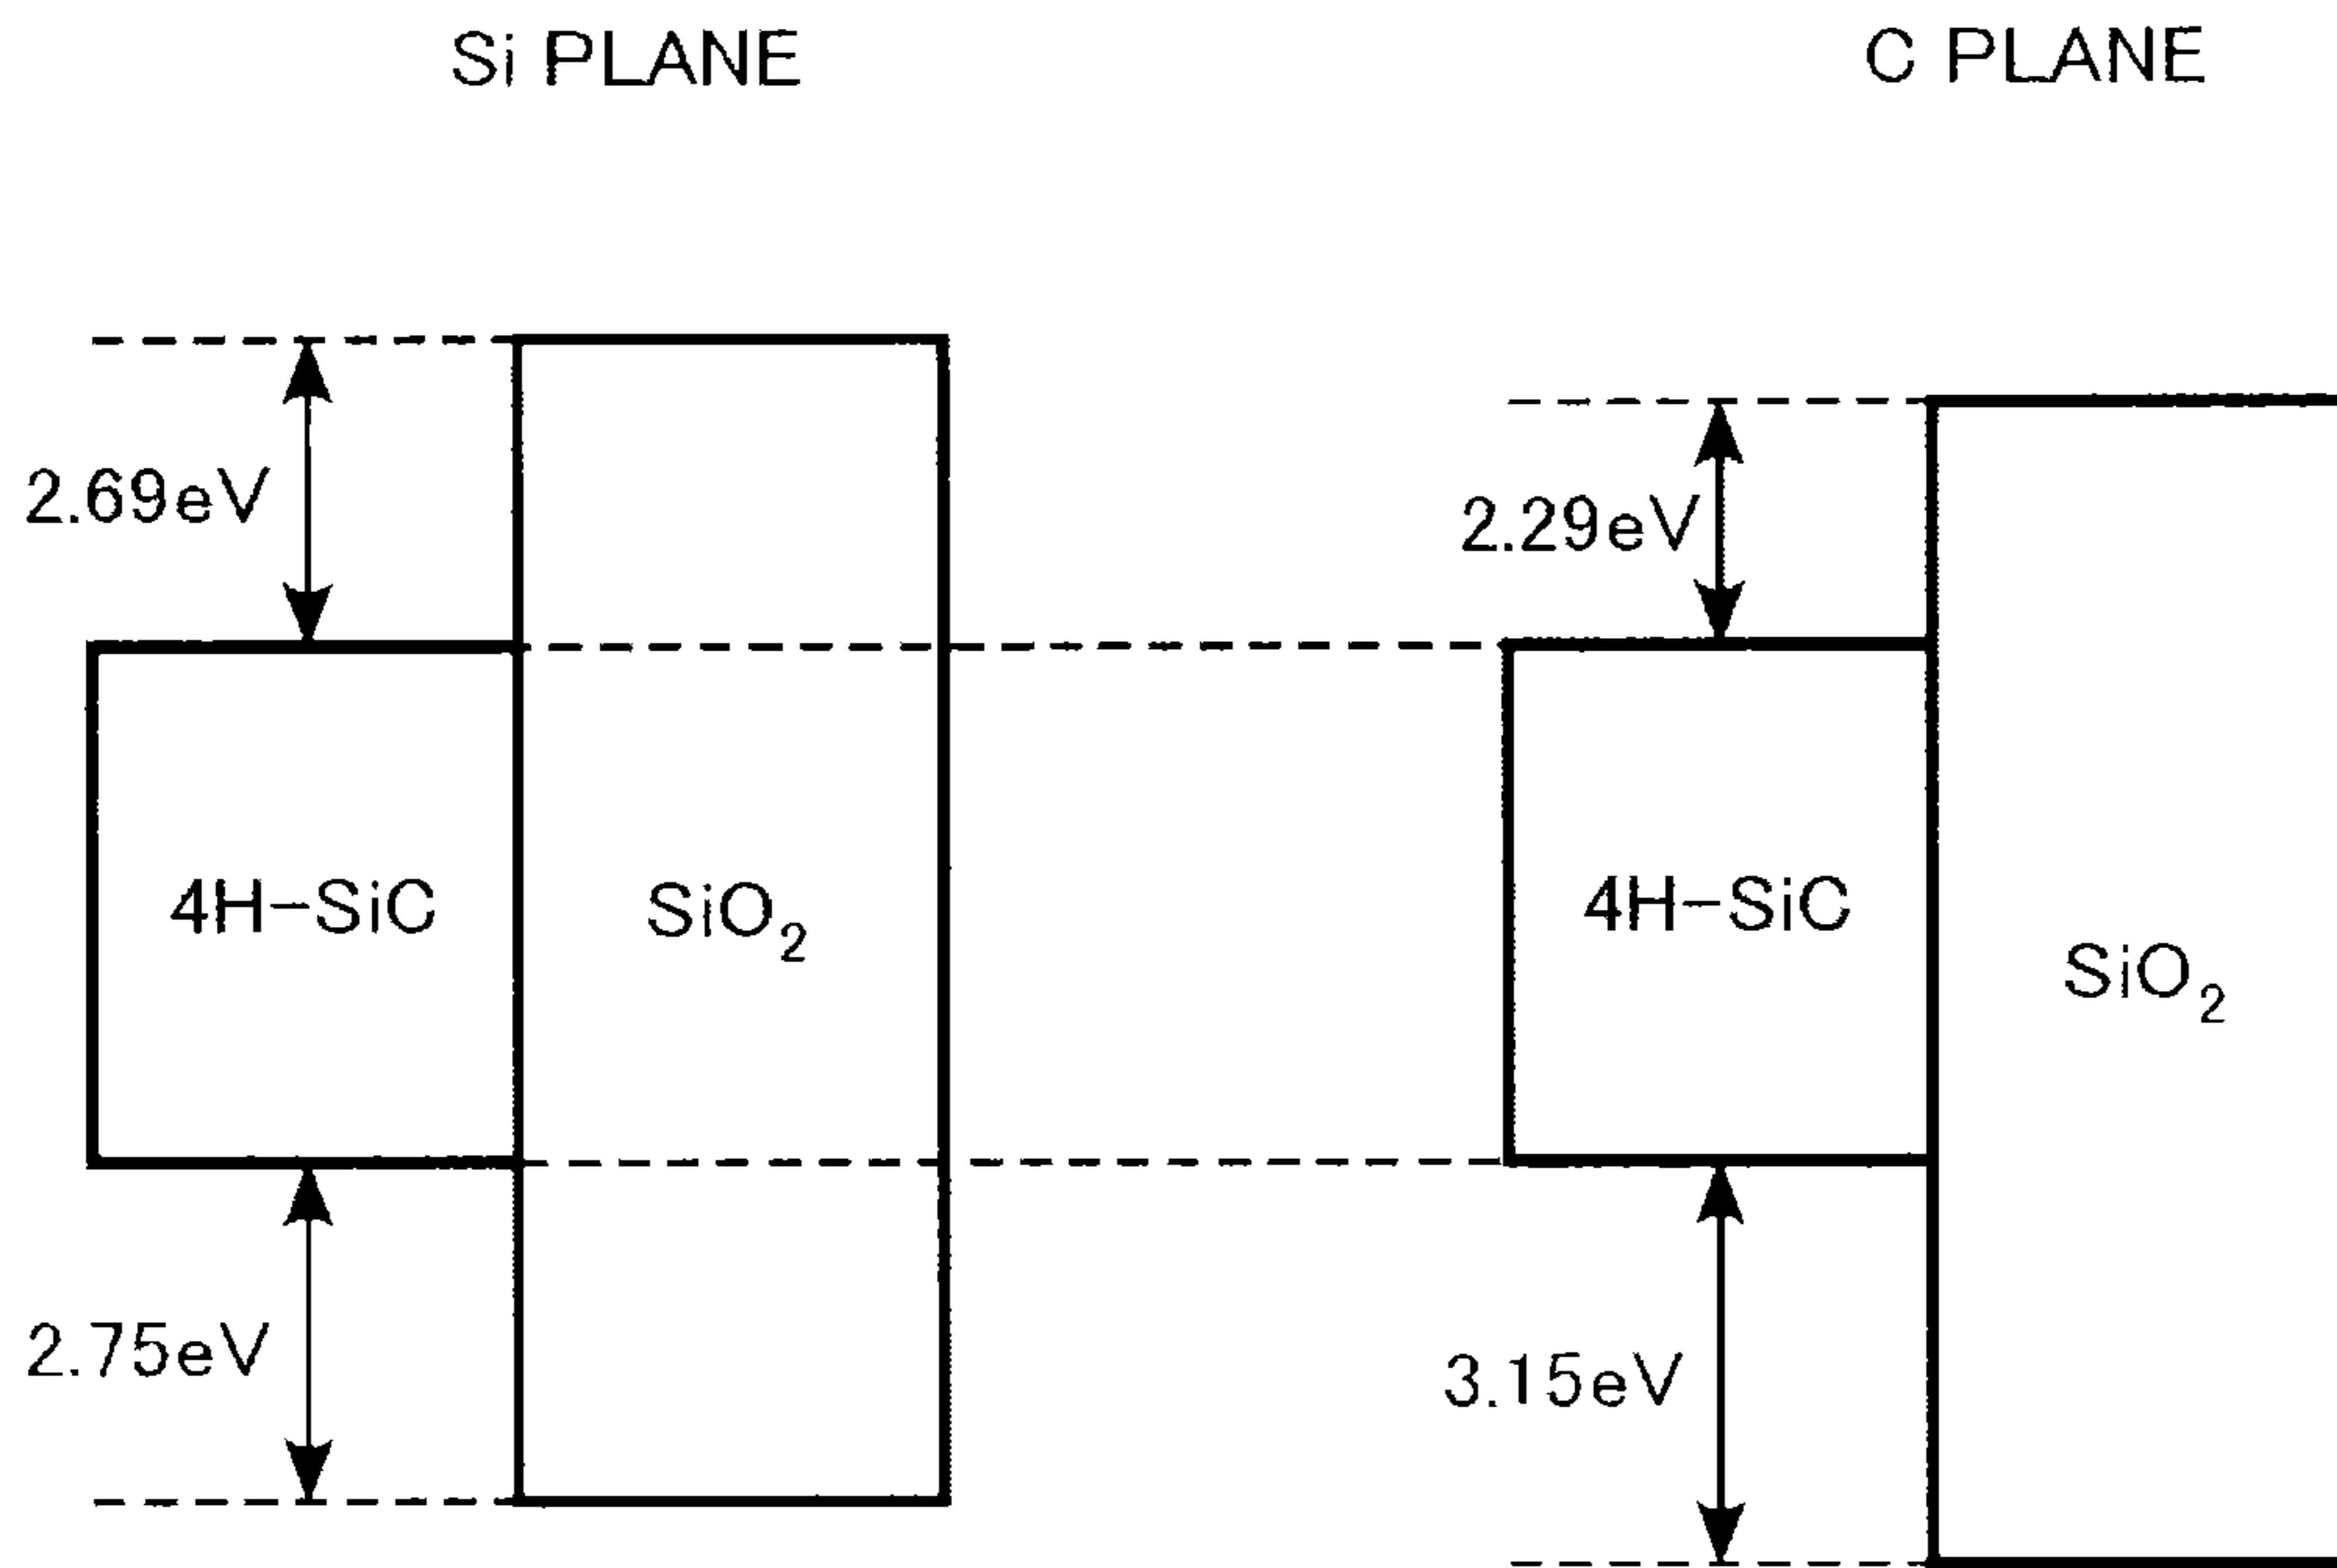 Si PLANE
C PLANE
2.69eV
2.29eV
4H-SiC
SiO₂
4H-SiC
SiO₂
2.75eV
3.15eV